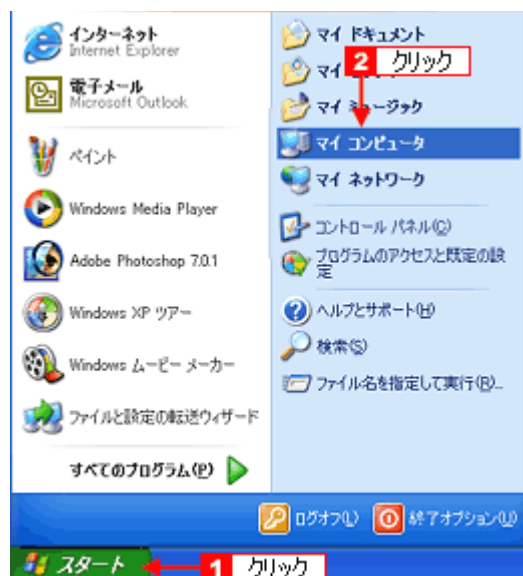 インターネット
Internet Explorer
電子メール
Microsoft Outlook
ペイント
Windows Media Player
Adobe Photoshop 7.0.1
Windows XP ツアー
Windows ムービー メーカー
ファイルと設定の転送ウィザード
すべてのプログラム(P)
マイ ドキュメント
2 クリック
マイ
マイ ミュージック
マイ コンピュータ
マイ ネットワーク
コントロール パネル(C)
プログラムのアクセスと既定の設
定
ヘルプとサポート(H)
検索(S)
ファイル名を指定して実行(R)...
ログオフ(L)
終了オプション(U)
スタート
1 クリック